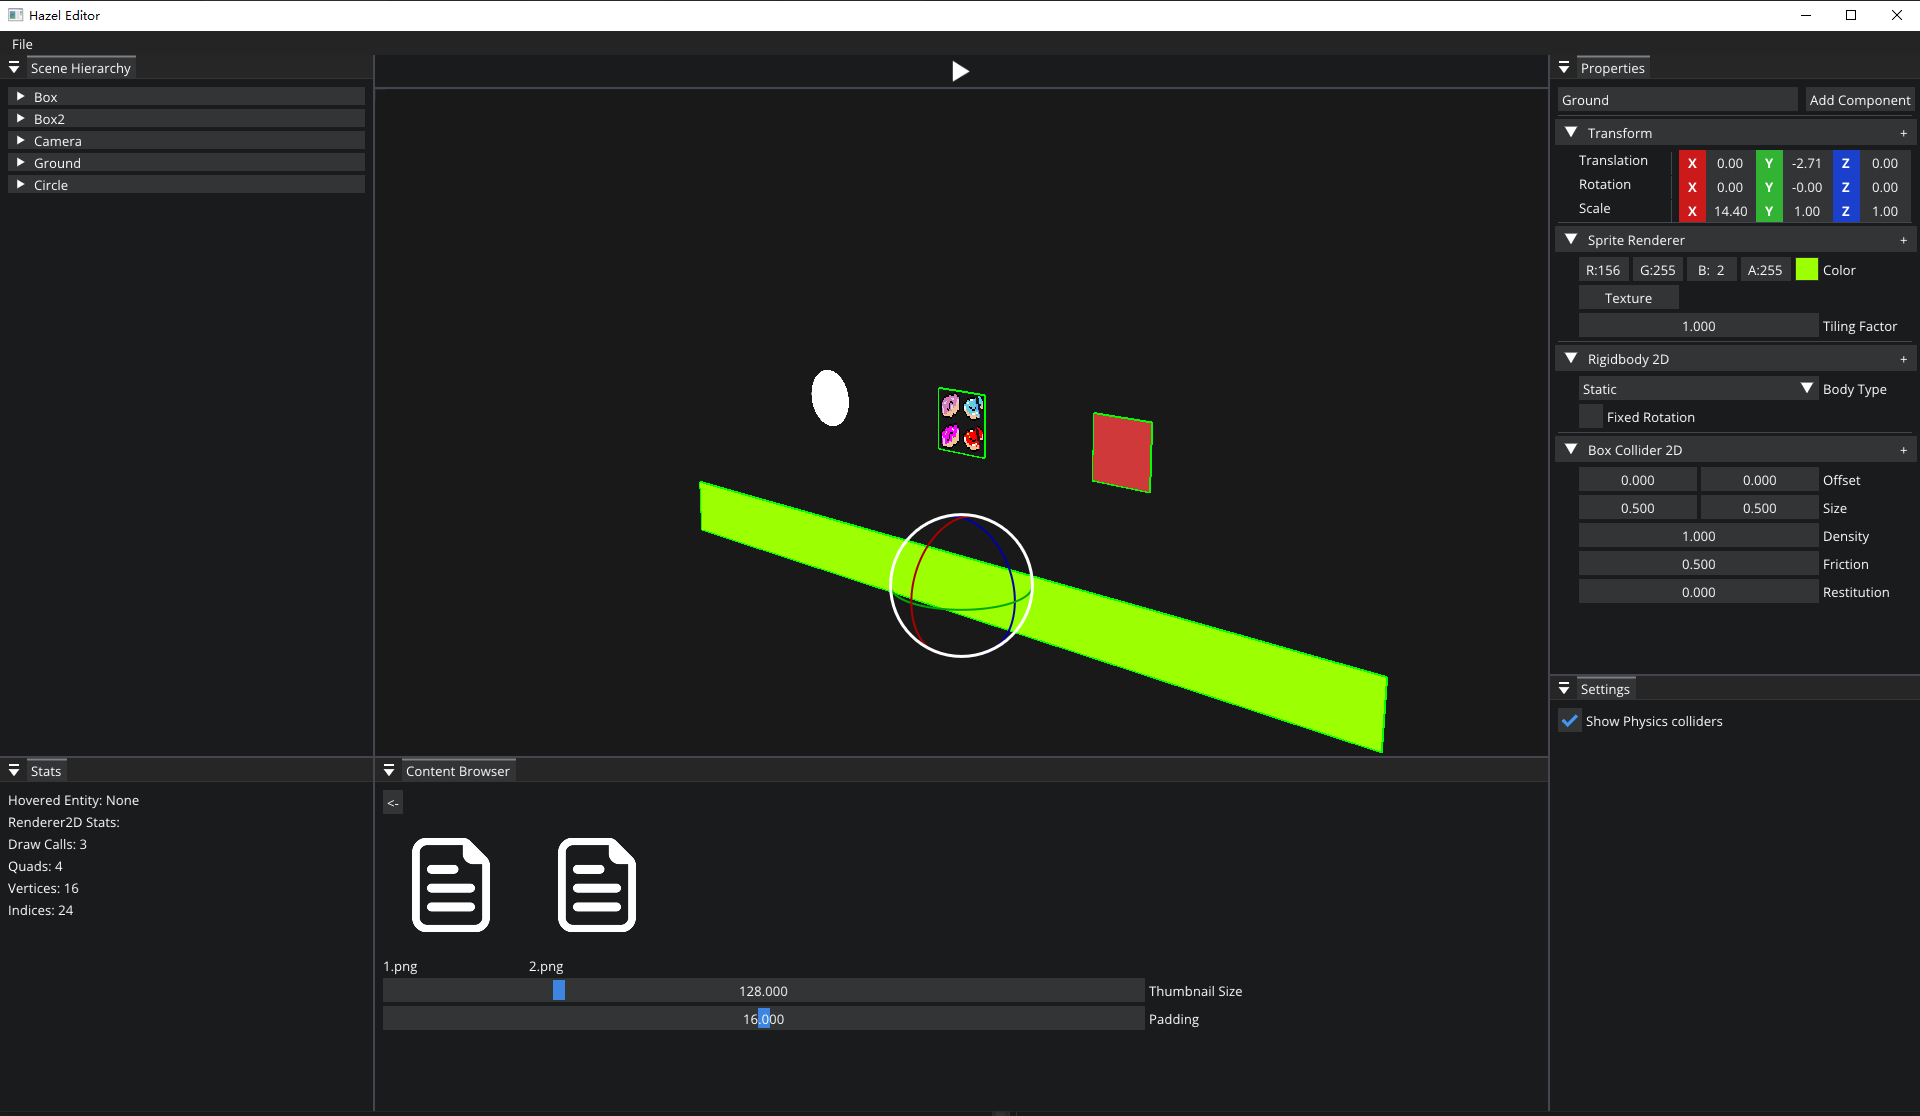 Hazel Editor
File
Scene Hierarchy
Box
Box2
Camera
Ground
Circle
Properties
Ground Add Component
Transform +
Translation X 0.00 Y -2.71 Z 0.00
Rotation X 0.00 Y -0.00 Z 0.00
Scale X 14.40 Y 1.00 Z 1.00
Sprite Renderer +
R:156 G:255 B: 2 A:255 Color
Texture
1.000 Tiling Factor
Rigidbody 2D +
Static Body Type
Fixed Rotation
Box Collider 2D +
0.000 0.000 Offset
0.500 0.500 Size
1.000 Density
0.500 Friction
0.000 Restitution
Settings
Show Physics colliders
Stats
Hovered Entity: None
Renderer2D Stats:
Draw Calls: 3
Quads: 4
Vertices: 16
Indices: 24
Content Browser
<-
1.png 2.png
128.000 Thumbnail Size
16.000 Padding